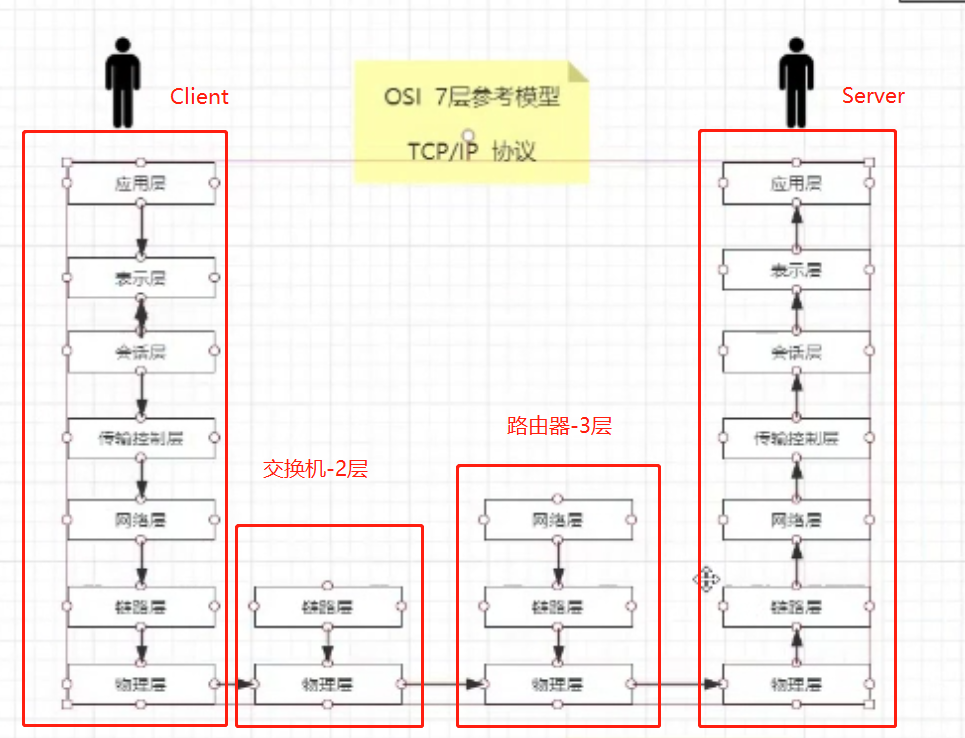 Client
OSI 7层参考模型
TCP/IP 协议
Server
应用层
表示层
会话层
传输控制层
网络层
链路层
物理层
交换机-2层
链路层
物理层
路由器-3层
网络层
链路层
物理层
应用层
表示层
会话层
传输控制层
网络层
链路层
物理层